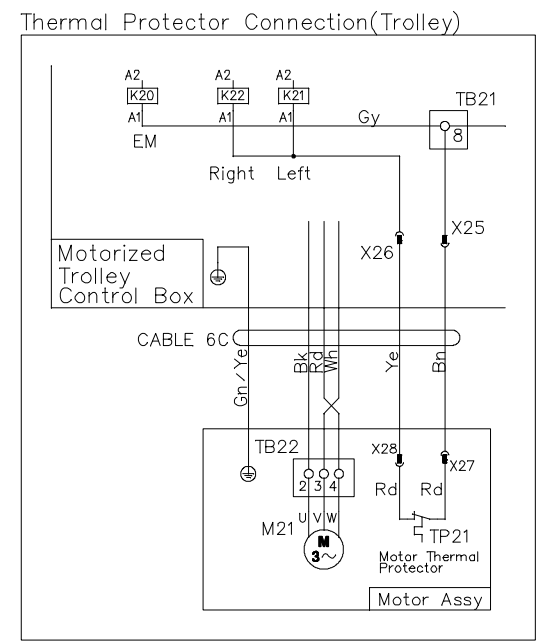 Thermal Protector Connection(Trolley)
A2 A2 A2
K20 K22 K21
TB21
A1 A1 A1 Gy
8
EM
Right Left
X25
X26
Motorized
Trolley
Control Box
CABLE 6C
Gn/Ye Bk Rd Wh Ye Bn
TB22
X28
X27
2 3 4
Rd Rd
U V W
M21
TP21
M
3~
Motor Thermal
Protector
Motor Assy